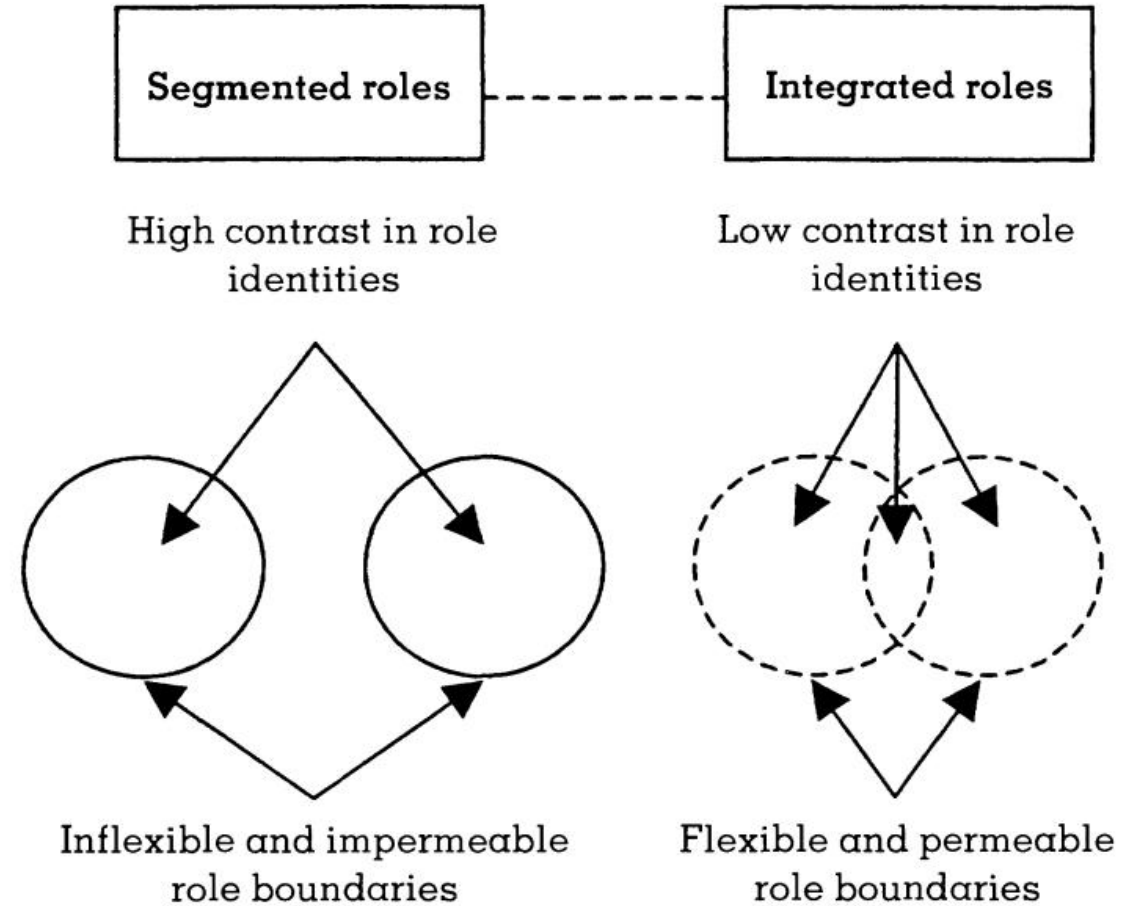 Segmented roles
Integrated roles
High contrast in role
identities
Low contrast in role
identities
Inflexible and impermeable
role boundaries
Flexible and permeable
role boundaries